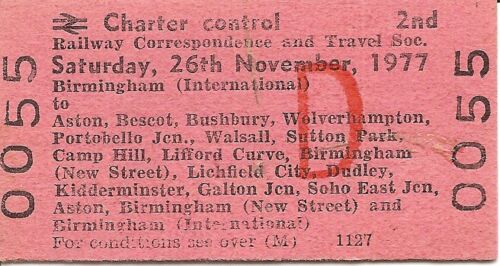 Charter control 2nd
Railway Correspondence and Travel Soc.
Saturday, 26th November, 1977
Birmingham (International)
to
Aston, Bescot, Bushbury, Wolverhampton,
Portobello Jcn., Walsall, Sutton Park,
Camp Hill, Lifford Curve, Birmingham
(New Street), Lichfield City, Dudley,
Kidderminster, Galton Jcn, Soho East Jcn,
Aston, Birmingham (New Street) and
Birmingham (International)
For conditions see over (M) 1127
0055
0055
D